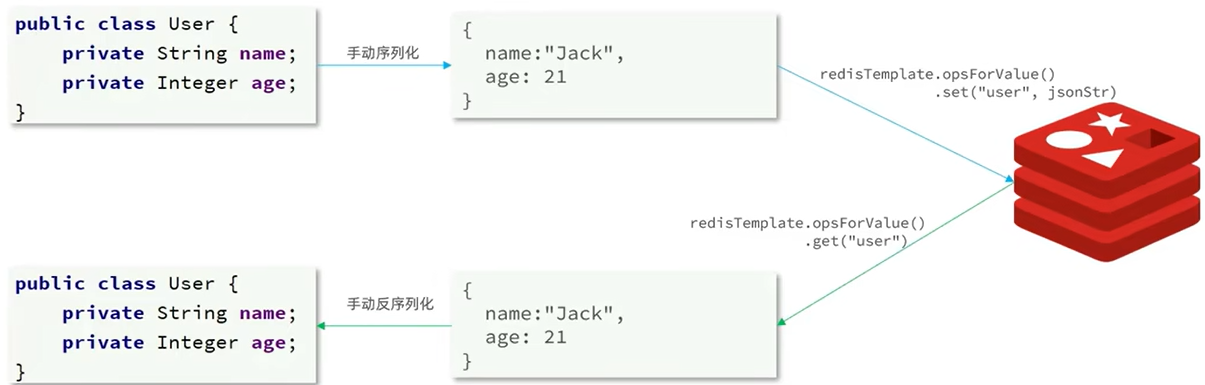 public class User {
    private String name;
    private Integer age;
}
手动序列化
{
  name:"Jack",
  age: 21
}
redisTemplate.opsForValue()
.set("user", jsonStr)
redisTemplate.opsForValue()
.get("user")
public class User {
    private String name;
    private Integer age;
}
手动反序列化
{
  name:"Jack",
  age: 21
}